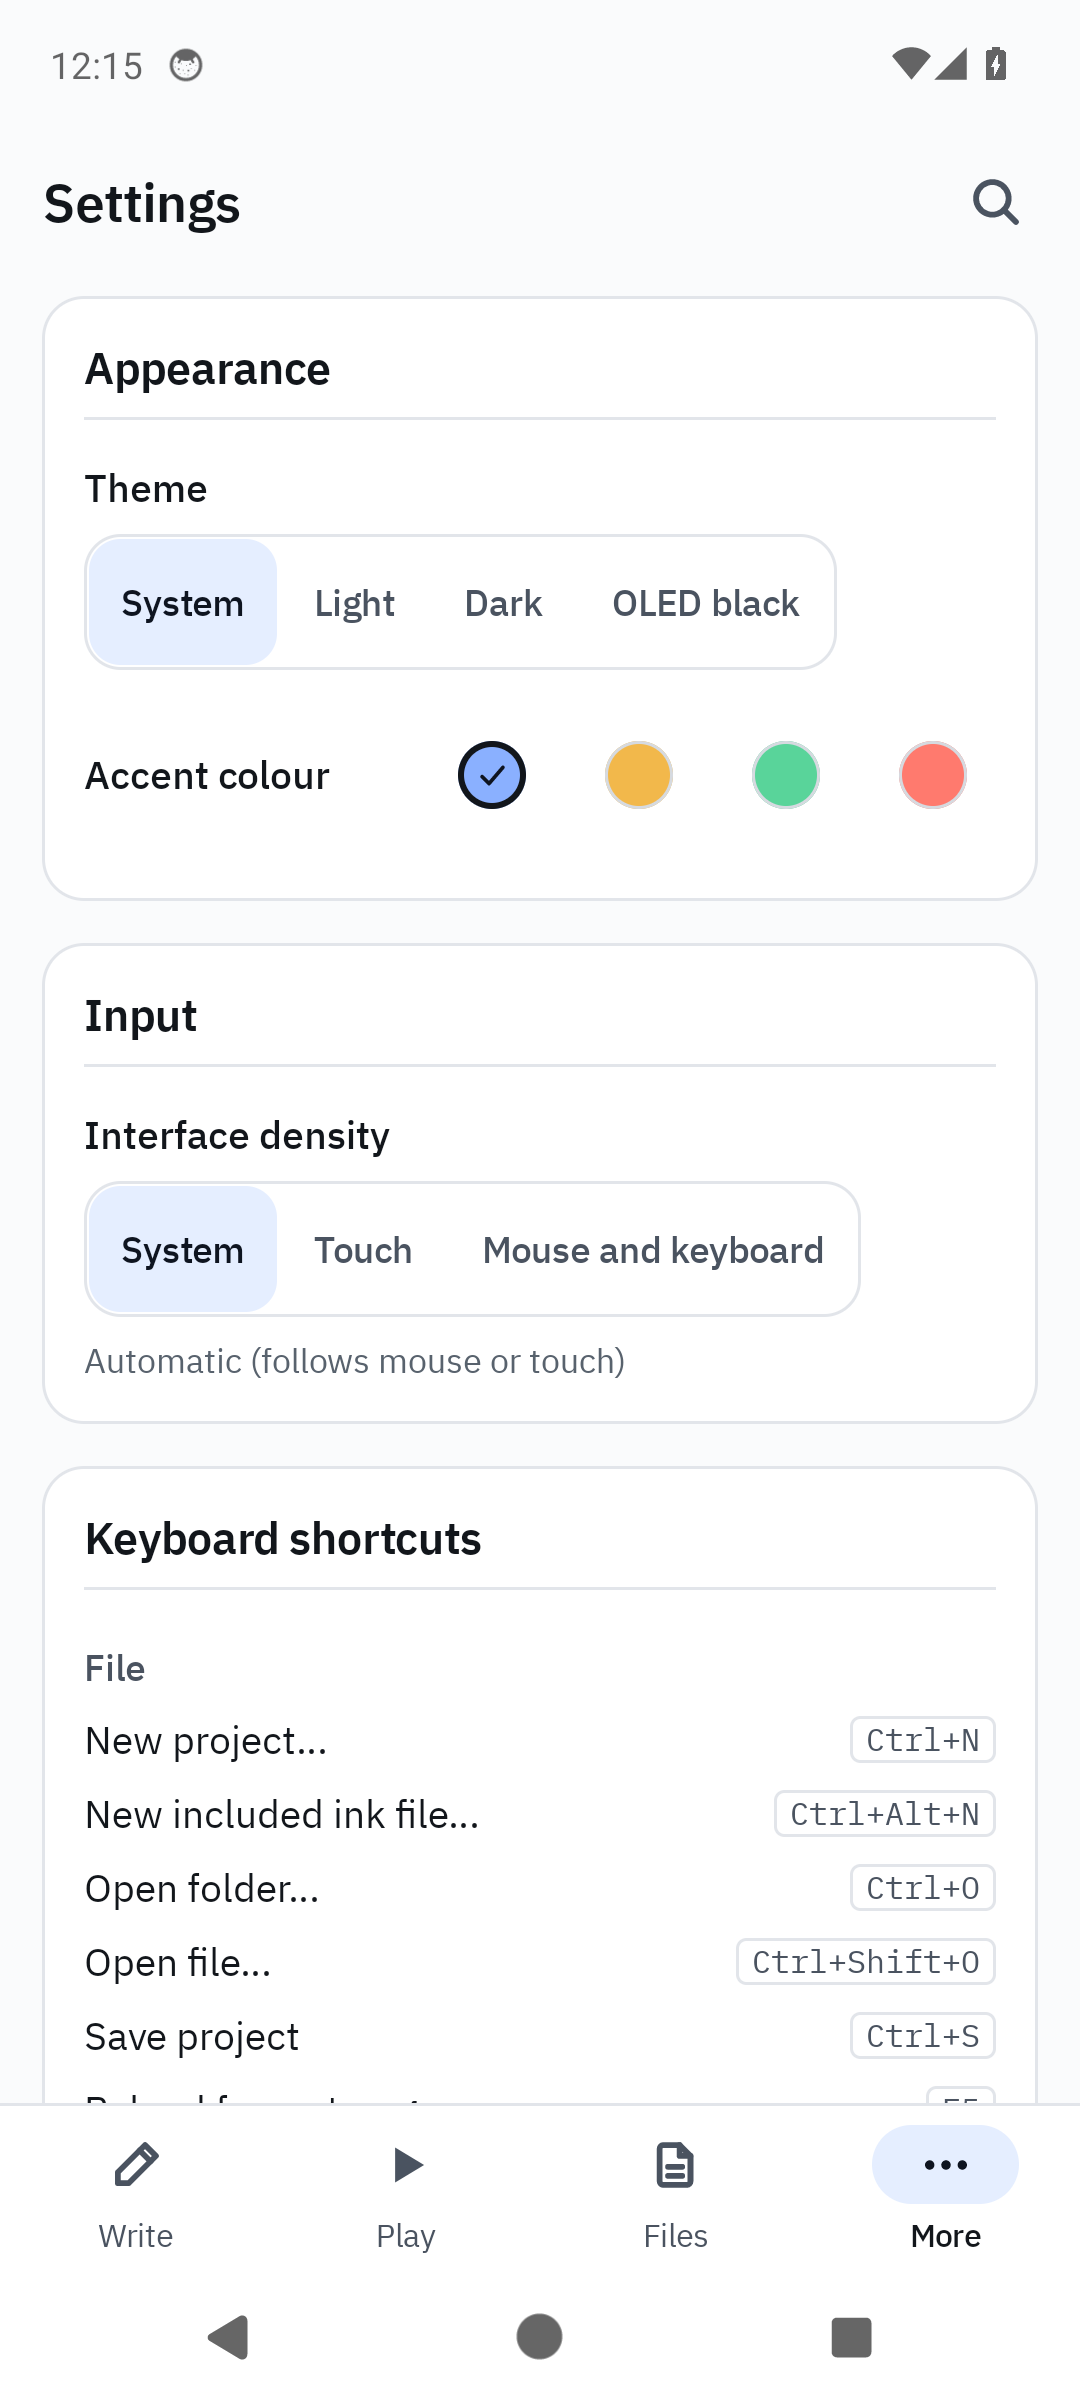 12:15
Settings
Appearance
Theme
System Light Dark OLED black
Accent colour
Input
Interface density
System Touch Mouse and keyboard
Automatic (follows mouse or touch)
Keyboard shortcuts
File
New project... Ctrl+N
New included ink file... Ctrl+Alt+N
Open folder... Ctrl+O
Open file... Ctrl+Shift+O
Save project Ctrl+S
Write Play Files More